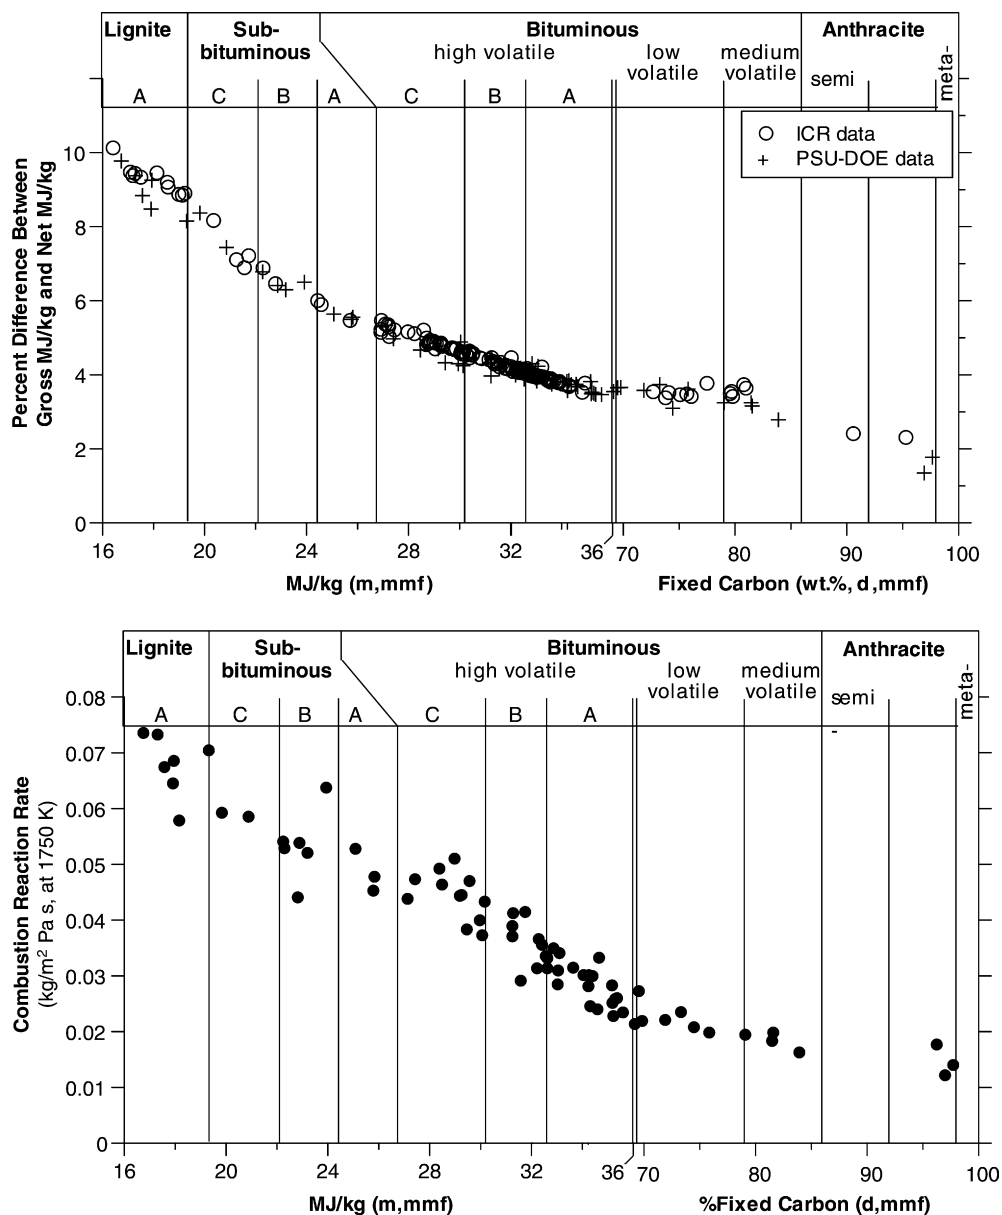 Lignite Sub-bituminous Bituminous Anthracite
high volatile low volatile medium volatile semi meta-
A C B A C B A
ICR data
PSU-DOE data
Percent Difference Between
Gross MJ/kg and Net MJ/kg
10
8
6
4
2
0
16 20 24 28 32 36 70 80 90 100
MJ/kg (m,mmf) Fixed Carbon (wt.%, d,mmf)
Lignite Sub-bituminous Bituminous Anthracite
high volatile low volatile medium volatile semi meta-
A C B A C B A
Combustion Reaction Rate
(kg/m² Pa s, at 1750 K)
0.08
0.07
0.06
0.05
0.04
0.03
0.02
0.01
0
16 20 24 28 32 36 70 80 90 100
MJ/kg (m,mmf) %Fixed Carbon (d,mmf)